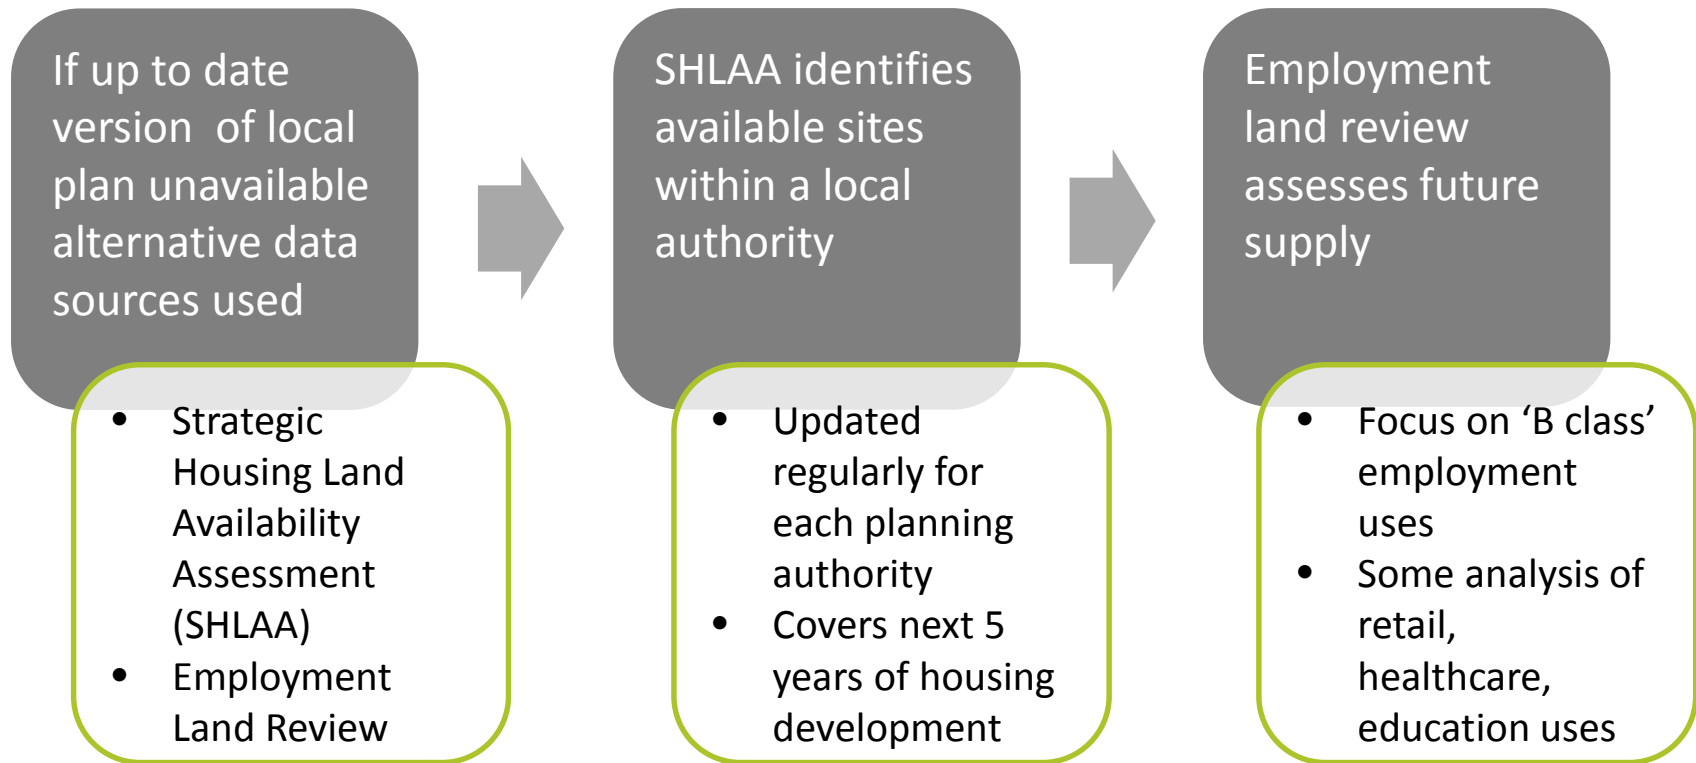 If up to date
version of local
plan unavailable
alternative data
sources used
• Strategic
Housing Land
Availability
Assessment
(SHLAA)
• Employment
Land Review
SHLAA identifies
available sites
within a local
authority
• Updated
regularly for
each planning
authority
• Covers next 5
years of housing
development
Employment
land review
assesses future
supply
• Focus on ‘B class’
employment
uses
• Some analysis of
retail,
healthcare,
education uses